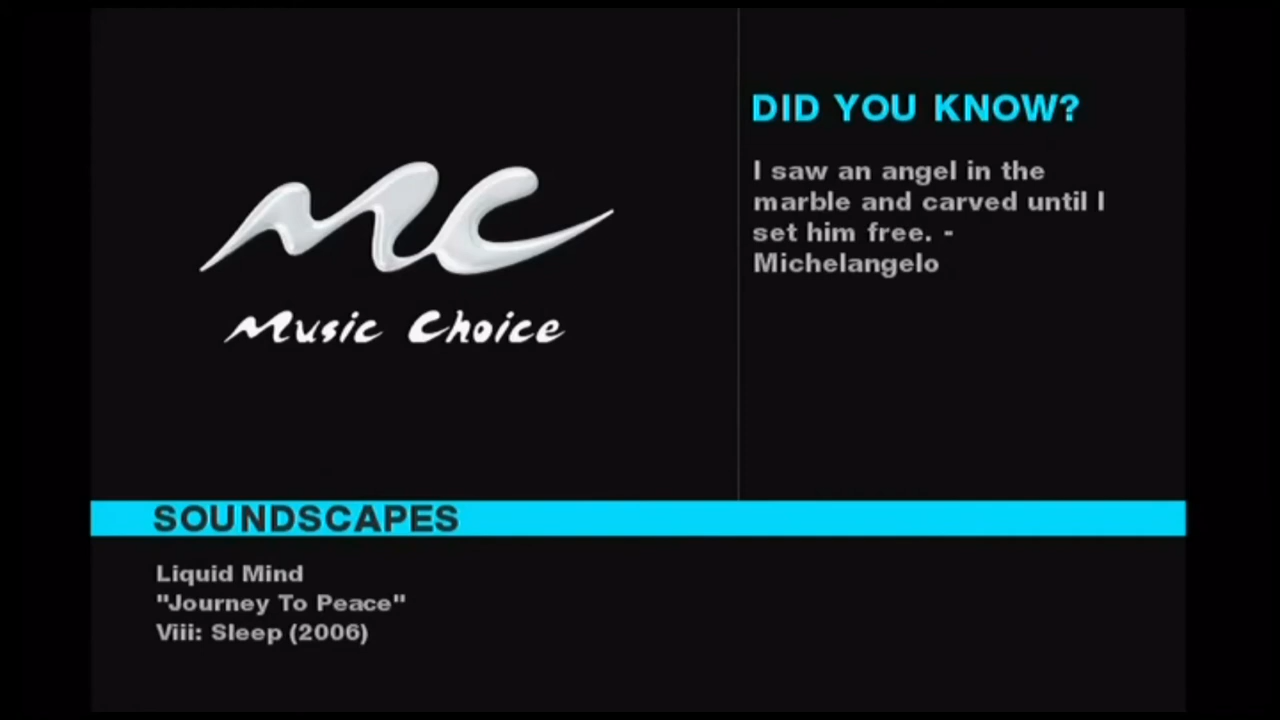 MC
Music Choice
DID YOU KNOW?
I saw an angel in the
marble and carved until I
set him free. -
Michelangelo
SOUNDSCAPES
Liquid Mind
"Journey To Peace"
Viii: Sleep (2006)